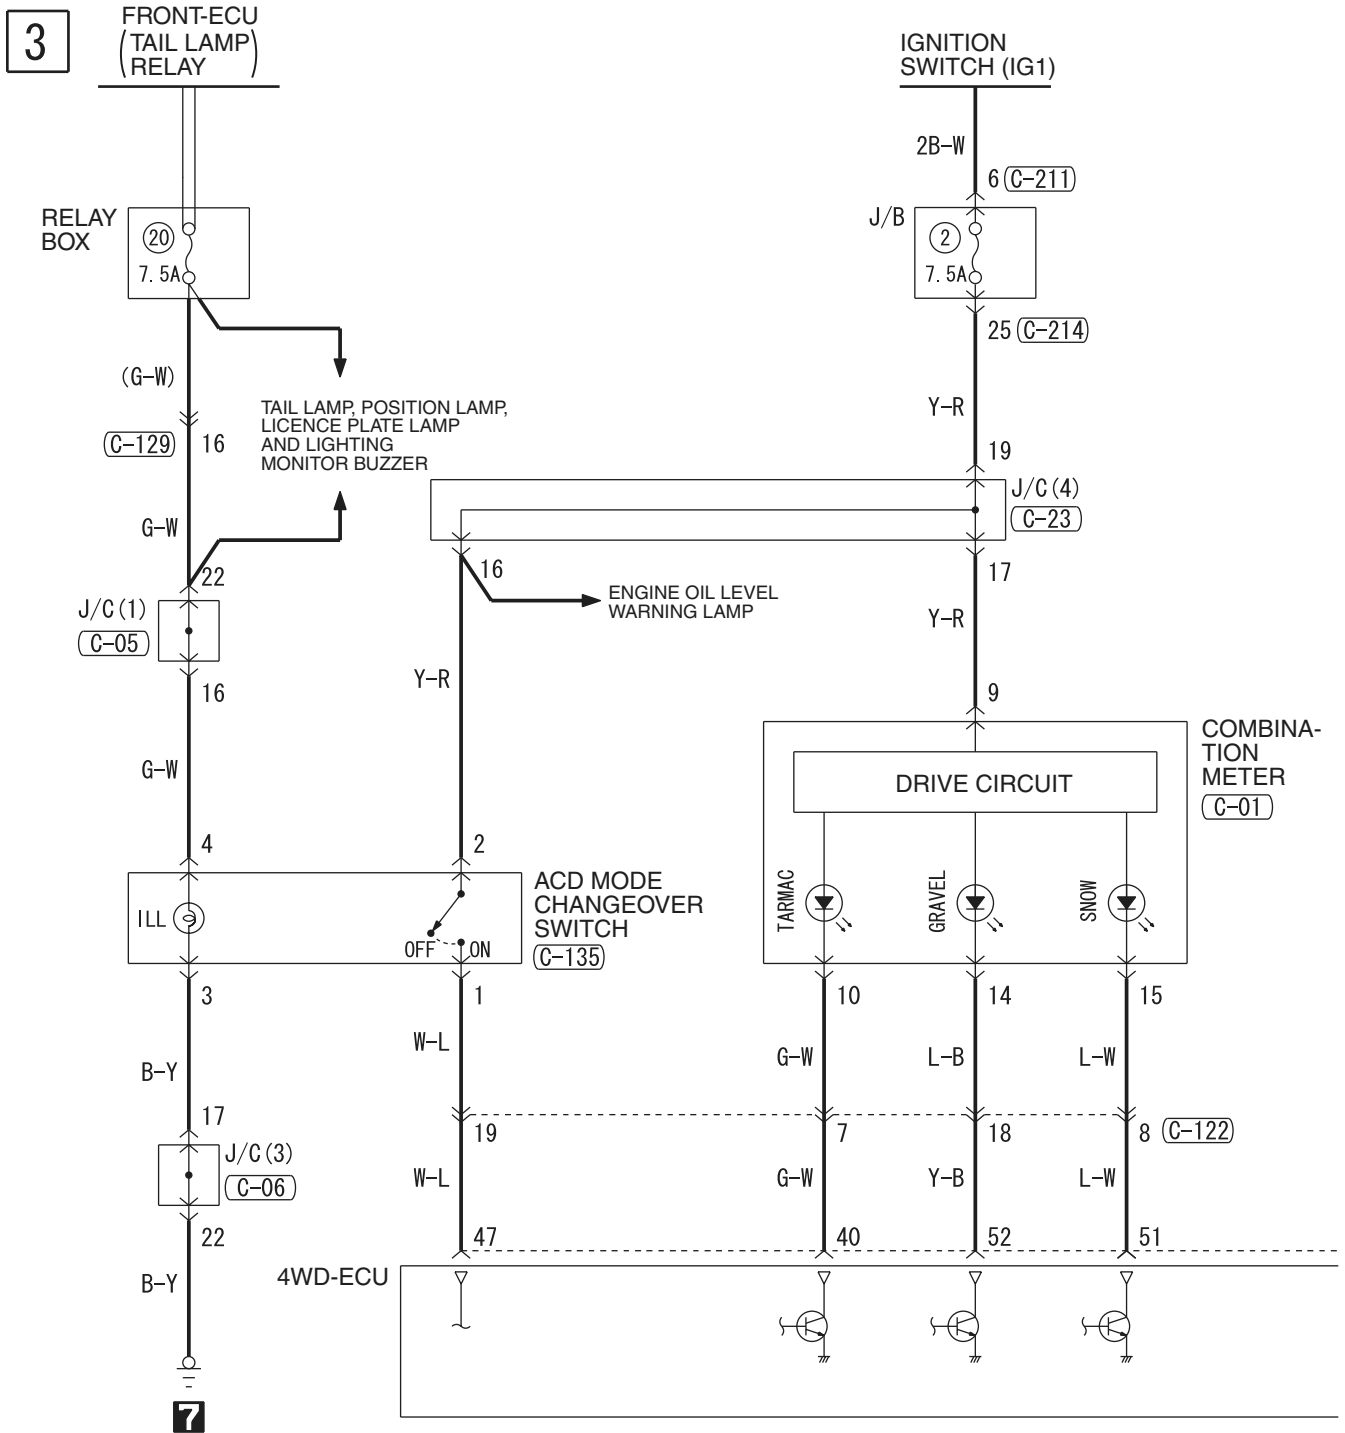 3
FRONT-ECU
(TAIL LAMP
RELAY)
IGNITION
SWITCH (IG1)
2B-W
6 C-211
RELAY
BOX
20
7.5A
J/B
2
7.5A
25 C-214
(G-W)
C-129 16
TAIL LAMP, POSITION LAMP,
LICENCE PLATE LAMP
AND LIGHTING
MONITOR BUZZER
Y-R
19
J/C(4)
C-23
G-W
22
J/C(1)
C-05
16
16
ENGINE OIL LEVEL
WARNING LAMP
17
Y-R
Y-R
9
COMBINA-
TION
METER
C-01
DRIVE CIRCUIT
G-W
4
2
ILL
OFF ON
ACD MODE
CHANGEOVER
SWITCH
C-135
TARMAC
GRAVEL
SNOW
3
1
10
14
15
W-L
B-Y
G-W
L-B
L-W
17
19
7
18
8 C-122
J/C(3)
C-06
W-L
G-W
Y-B
L-W
22
47
40
52
51
B-Y
4WD-ECU
7